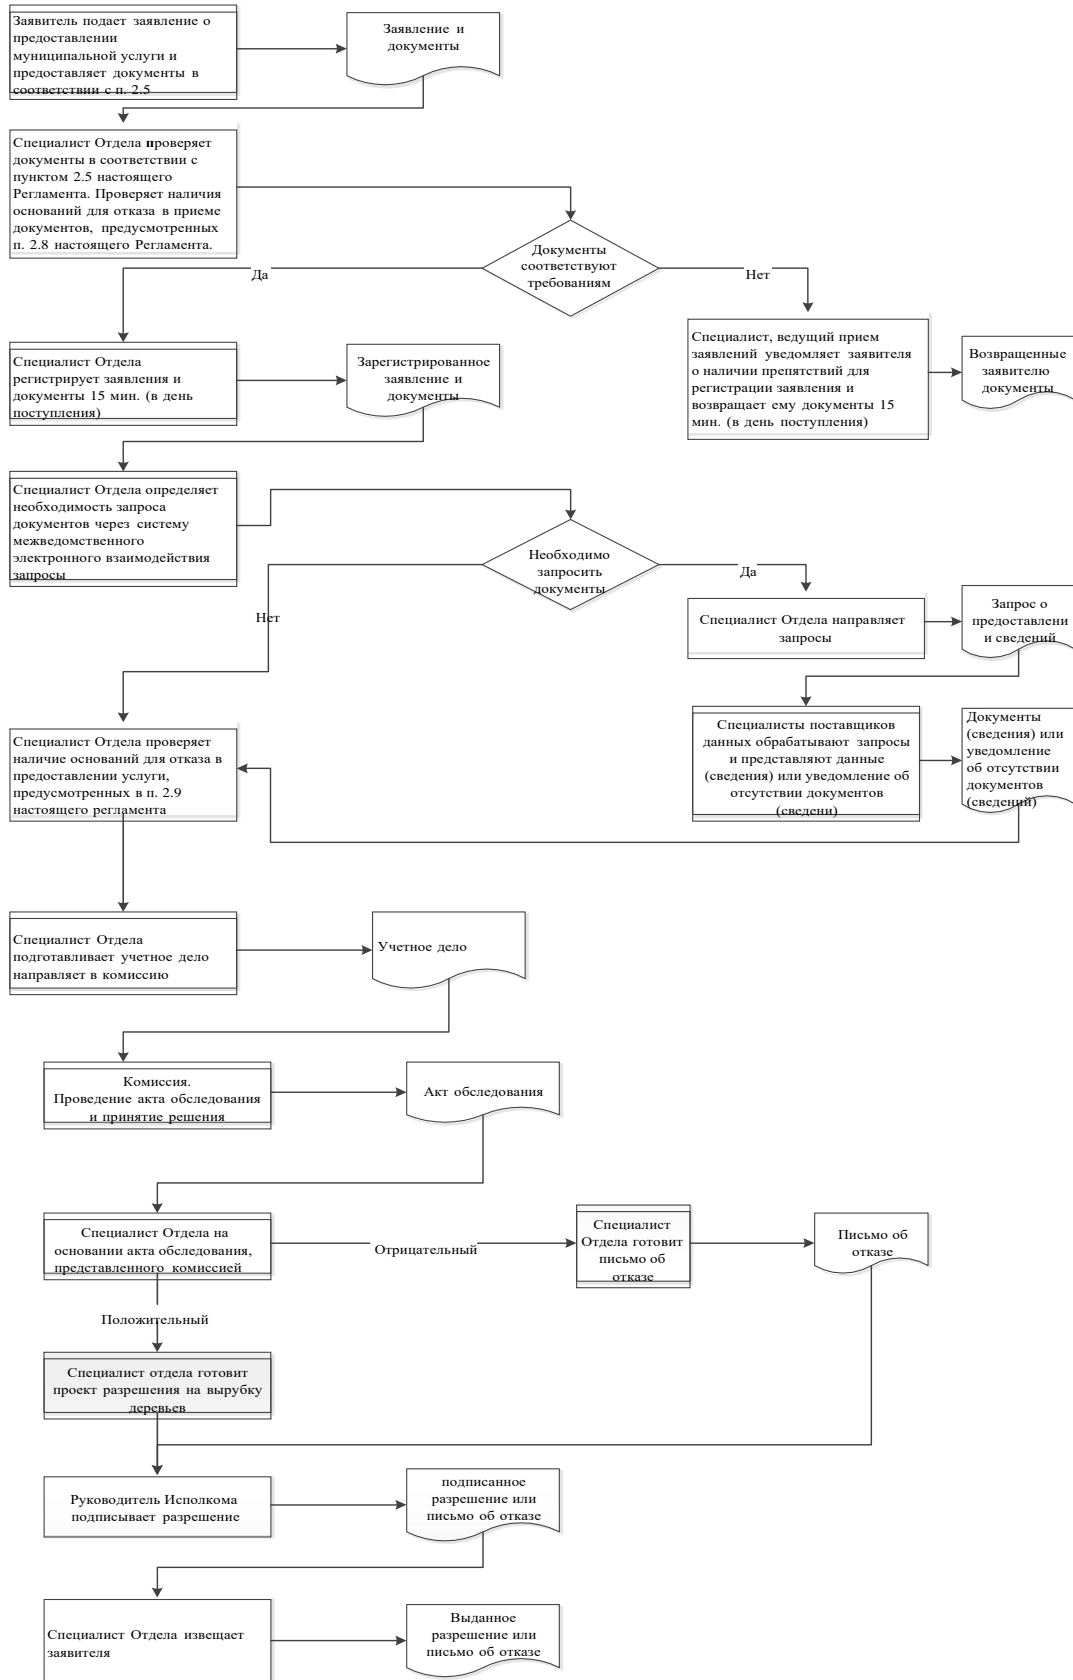 Заявитель подает заявление о
предоставлении
муниципальной услуги и
предоставляет документы в
соответствии с п. 2.5
Заявление и
документы
Специалист Отдела проверяет
документы в соответствии с
пунктом 2.5 настоящего
Регламента. Проверяет наличия
оснований для отказа в приеме
документов, предусмотренных
п. 2.8 настоящего Регламента.
Документы
соответствуют
требованиям
Да
Нет
Специалист Отдела
регистрирует заявления и
документы 15 мин. (в день
поступления)
Зарегистрированное
заявление и
документы
Специалист, ведущий прием
заявлений уведомляет заявителя
о наличии препятствий для
регистрации заявления и
возвращает ему документы 15
мин. (в день поступления)
Возвращенные
заявителю
документы
Специалист Отдела определяет
необходимость запроса
документов через систему
межведомственного
электронного взаимодействия
запросы
Необходимо
запросить
документы
Да
Нет
Специалист Отдела направляет
запросы
Запрос о
предоставлени
и сведений
Специалисты поставщиков
данных обрабатывают запросы
и представляют данные
(сведения) или уведомление об
отсутствии документов
(сведени)
Документы
(сведения) или
уведомление
об отсутствии
документов
(сведений)
Специалист Отдела проверяет
наличие оснований для отказа в
предоставлении услуги,
предусмотренных в п. 2.9
настоящего регламента
Специалист Отдела
подготавливает учетное дело
направляет в комиссию
Учетное дело
Комиссия.
Проведение акта обследования
и принятие решения
Акт обследования
Специалист Отдела на
основании акта обследования,
представленного комиссией
Отрицательный
Специалист
Отдела готовит
письмо об
отказе
Письмо об
отказе
Положительный
Специалист отдела готовит
проект разрешения на вырубку
деревьев
Руководитель Исполкома
подписывает разрешение
подписанное
разрешение или
письмо об отказе
Специалист Отдела извещает
заявителя
Выданное
разрешение или
письмо об отказе